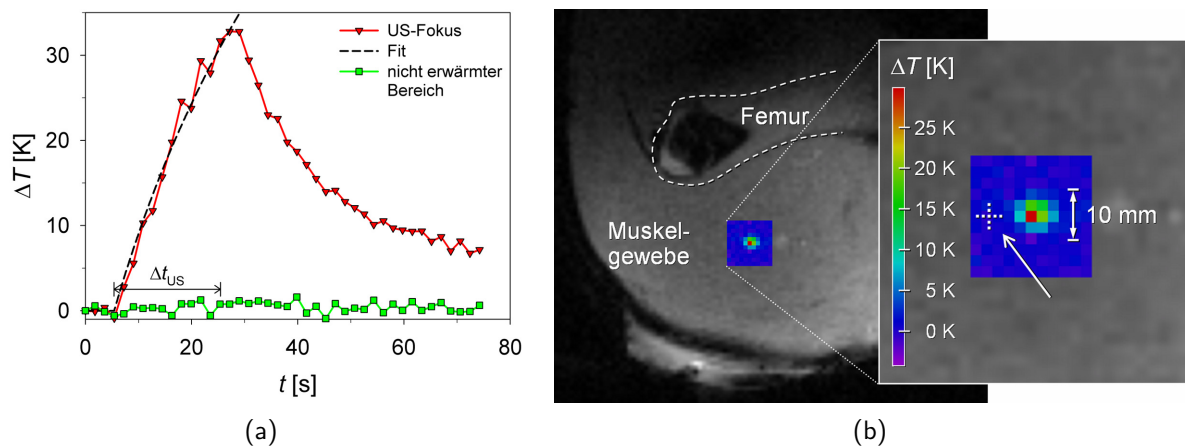 ΔT [K]
30
20
10
0
0
20
40
60
80
t [s]
US-Fokus
Fit
nicht erwärmter
Bereich
Δt_US
(a)
Femur
Muskel-
gewebe
ΔT [K]
25 K
20 K
15 K
10 K
5 K
0 K
10 mm
(b)